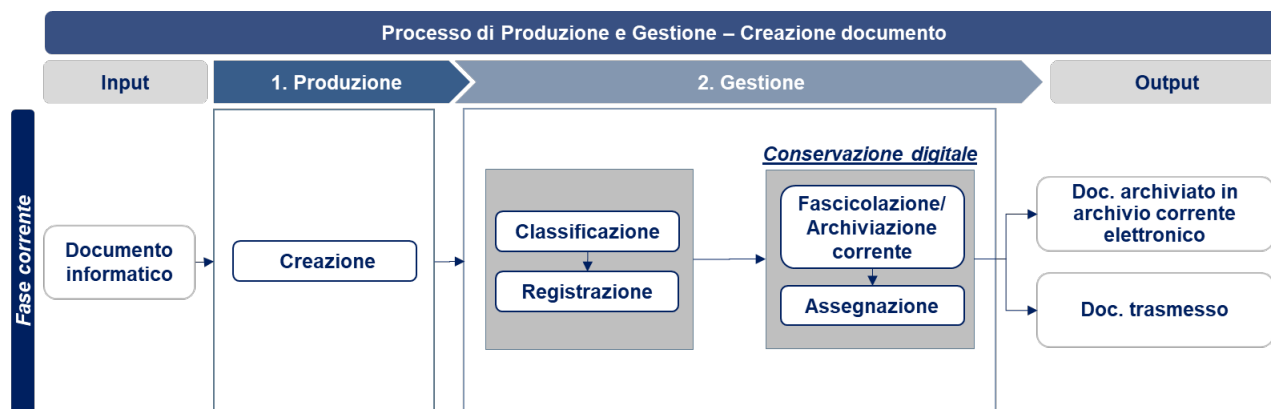 Processo di Produzione e Gestione – Creazione documento
Input
1. Produzione
2. Gestione
Output
Fase corrente
Documento
informatico
Creazione
Classificazione
Registrazione
Conservazione digitale
Fascicolazione/
Archiviazione
corrente
Assegnazione
Doc. archiviato in
archivio corrente
elettronico
Doc. trasmesso